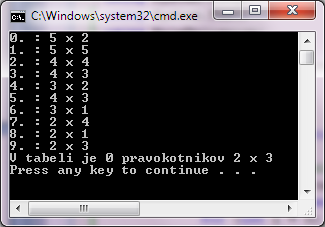 C:\Windows\system32\cmd.exe
0. : 5 x 2
1. : 5 x 5
2. : 4 x 4
3. : 4 x 3
4. : 3 x 2
5. : 4 x 3
6. : 3 x 1
7. : 2 x 4
8. : 2 x 1
9. : 2 x 3
V tabeli je 0 pravokotnikov 2 x 3
Press any key to continue . . .